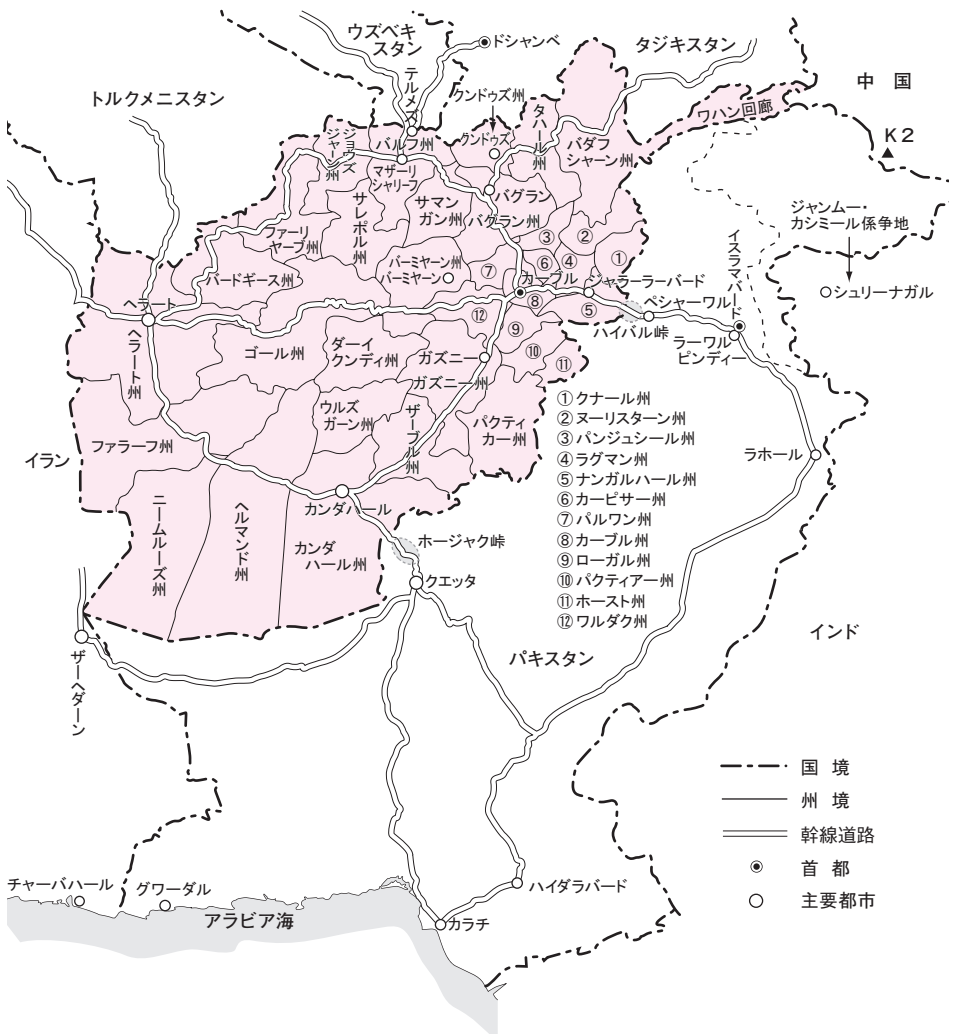 ウズベキ
スタン
ドシャンベ
タジキスタン
中国
トルクメニスタン
テルメズ
クンドゥズ州
タハール州
ワハン回廊
K2
ジョウズ
ジャーン州
バルフ州
クンドゥズ
バダフ
シャーン州
マザーリ
シャリーフ
バグラン
サレポル州
サマン
ガン州
バグラン州
ジャンムー・
カシミール係争地
ファーリ
ヤーブ州
③
②
①
バーミヤーン州
バーミヤーン
⑥
④
⑦
イスラマバード
バードギース州
カーブル
ジャラーラーバード
シュリーナガル
ヘラート
⑧
⑤
ペシャーワル
⑫
ハイバル峠
⑨
ラーワル
ピンディー
ゴール州
ダーイ
クンディ州
ガズニー
⑩
⑪
ヘラート州
ガズニー州
ウルズ
ガーン州
ザーブル州
パクティ
カー州
①クナール州
②ヌーリスターン州
③パンジュシール州
④ラグマン州
⑤ナンガルハール州
⑥カーピサー州
⑦パルワン州
⑧カーブル州
⑨ローガル州
⑩パクティアー州
⑪ホースト州
⑫ワルダク州
ファラーフ州
イラン
ラホール
カンダハール
ニームルーズ州
ヘルマンド州
カンダ
ハール州
ホージャク峠
クエッタ
インド
パキスタン
ザーヘダーン
国境
州境
幹線道路
首都
主要都市
チャーバハール
グワーダル
ハイダラバード
アラビア海
カラチ